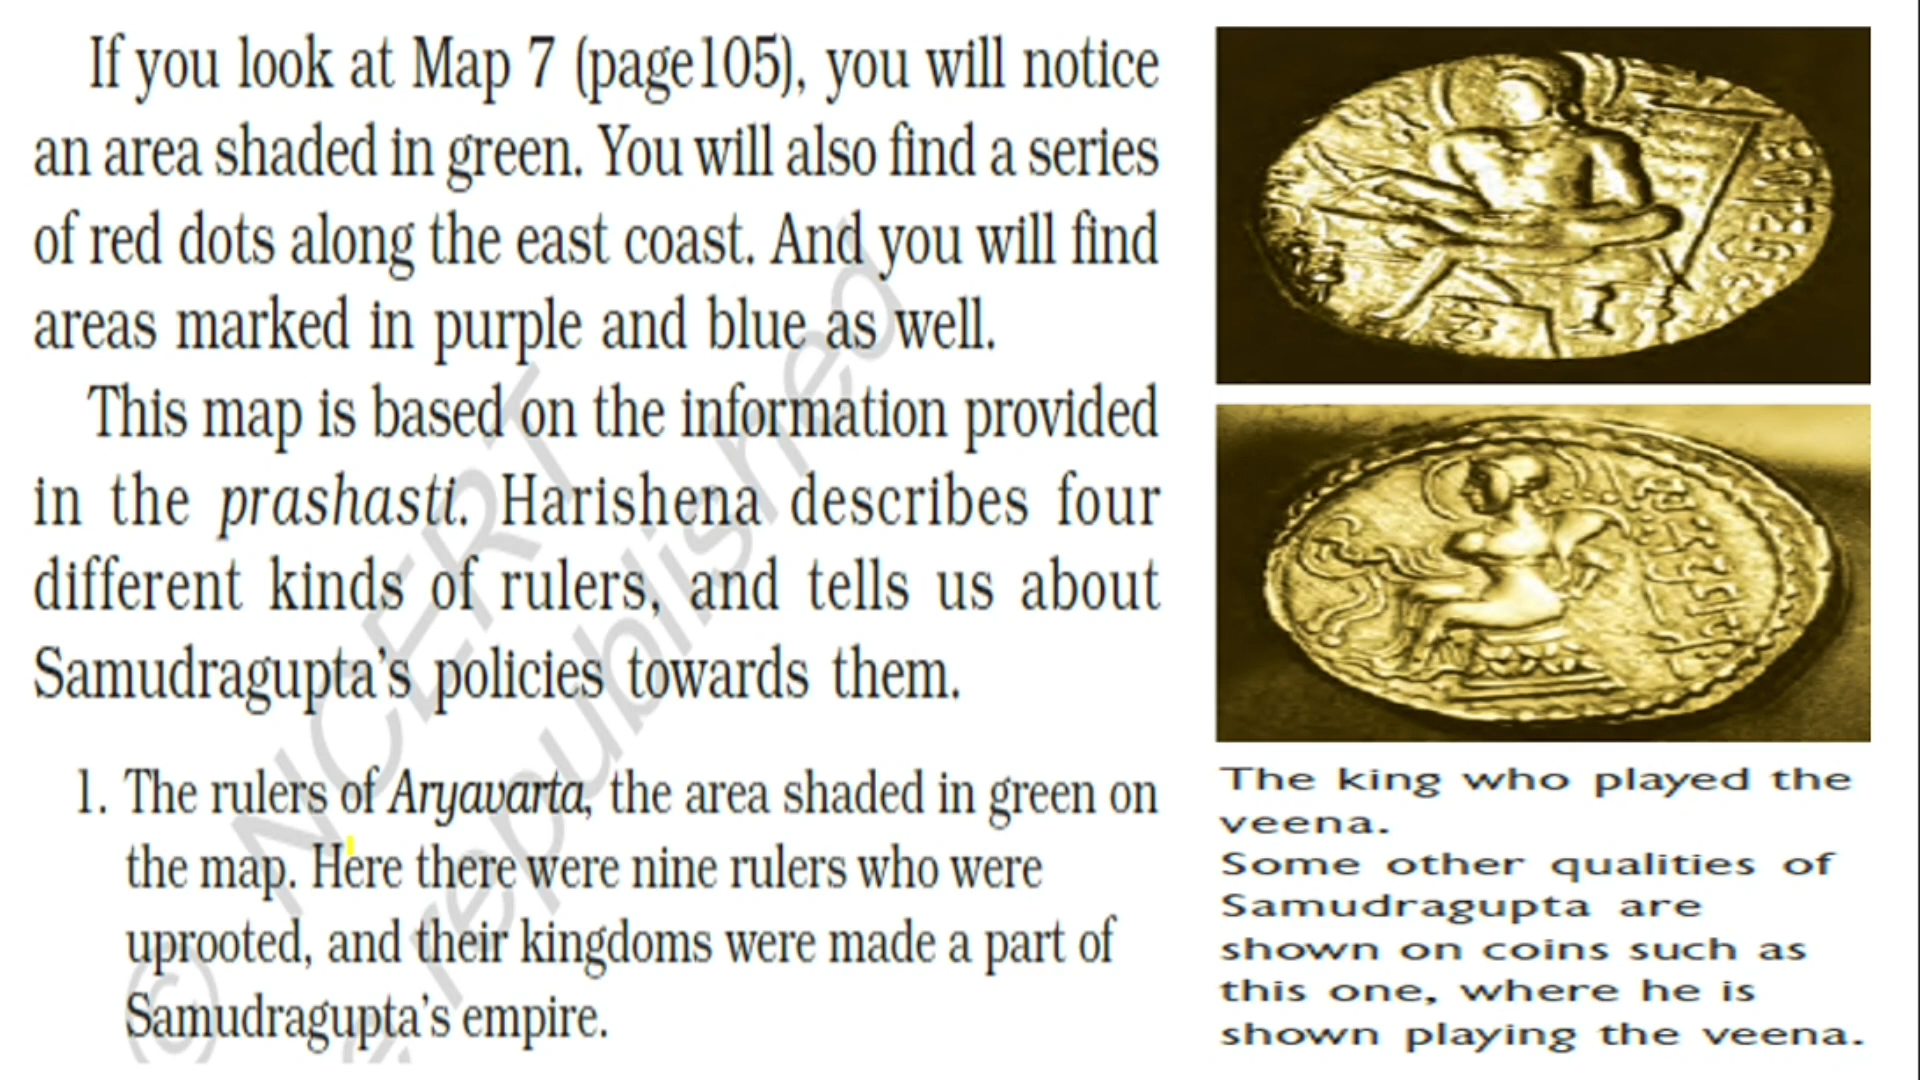 If you look at Map 7 (page105), you will notice
an area shaded in green. You will also find a series
of red dots along the east coast. And you will find
areas marked in purple and blue as well.
This map is based on the information provided
in the prashasti. Harishena describes four
different kinds of rulers, and tells us about
Samudragupta’s policies towards them.
1. The rulers of Aryavarta, the area shaded in green on
the map. Here there were nine rulers who were
uprooted, and their kingdoms were made a part of
Samudragupta’s empire.
The king who played the
veena.
Some other qualities of
Samudragupta are
shown on coins such as
this one, where he is
shown playing the veena.
© NCERT
republished